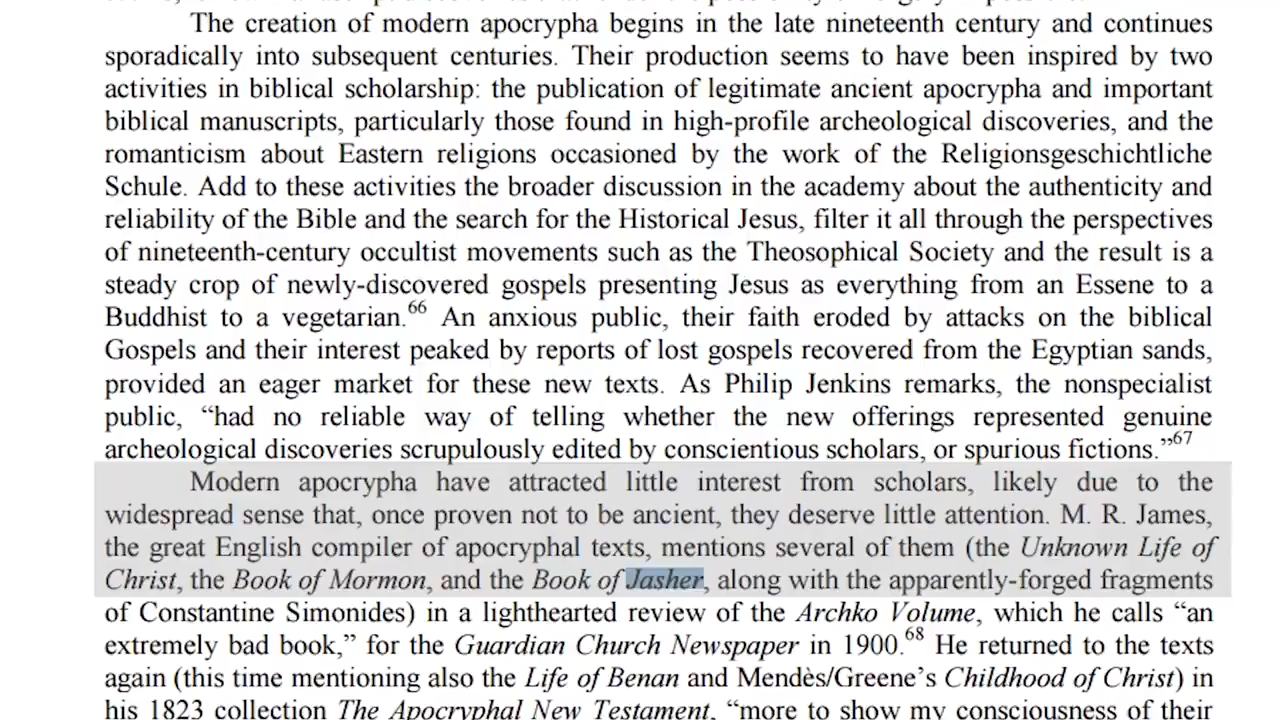 The creation of modern apocrypha begins in the late nineteenth century and continues
sporadically into subsequent centuries. Their production seems to have been inspired by two
activities in biblical scholarship: the publication of legitimate ancient apocrypha and important
biblical manuscripts, particularly those found in high-profile archeological discoveries, and the
romanticism about Eastern religions occasioned by the work of the Religionsgeschichtliche
Schule. Add to these activities the broader discussion in the academy about the authenticity and
reliability of the Bible and the search for the Historical Jesus, filter it all through the perspectives
of nineteenth-century occultist movements such as the Theosophical Society and the result is a
steady crop of newly-discovered gospels presenting Jesus as everything from an Essene to a
Buddhist to a vegetarian.66 An anxious public, their faith eroded by attacks on the biblical
Gospels and their interest peaked by reports of lost gospels recovered from the Egyptian sands,
provided an eager market for these new texts. As Philip Jenkins remarks, the nonspecialist
public, “had no reliable way of telling whether the new offerings represented genuine
archeological discoveries scrupulously edited by conscientious scholars, or spurious fictions.”67
Modern apocrypha have attracted little interest from scholars, likely due to the
widespread sense that, once proven not to be ancient, they deserve little attention. M. R. James,
the great English compiler of apocryphal texts, mentions several of them (the Unknown Life of
Christ, the Book of Mormon, and the Book of Jasher, along with the apparently-forged fragments
of Constantine Simonides) in a lighthearted review of the Archko Volume, which he calls “an
extremely bad book,” for the Guardian Church Newspaper in 1900.68 He returned to the texts
again (this time mentioning also the Life of Benan and Mendès/Greene’s Childhood of Christ) in
his 1823 collection The Apocryphal New Testament, “more to show my consciousness of their